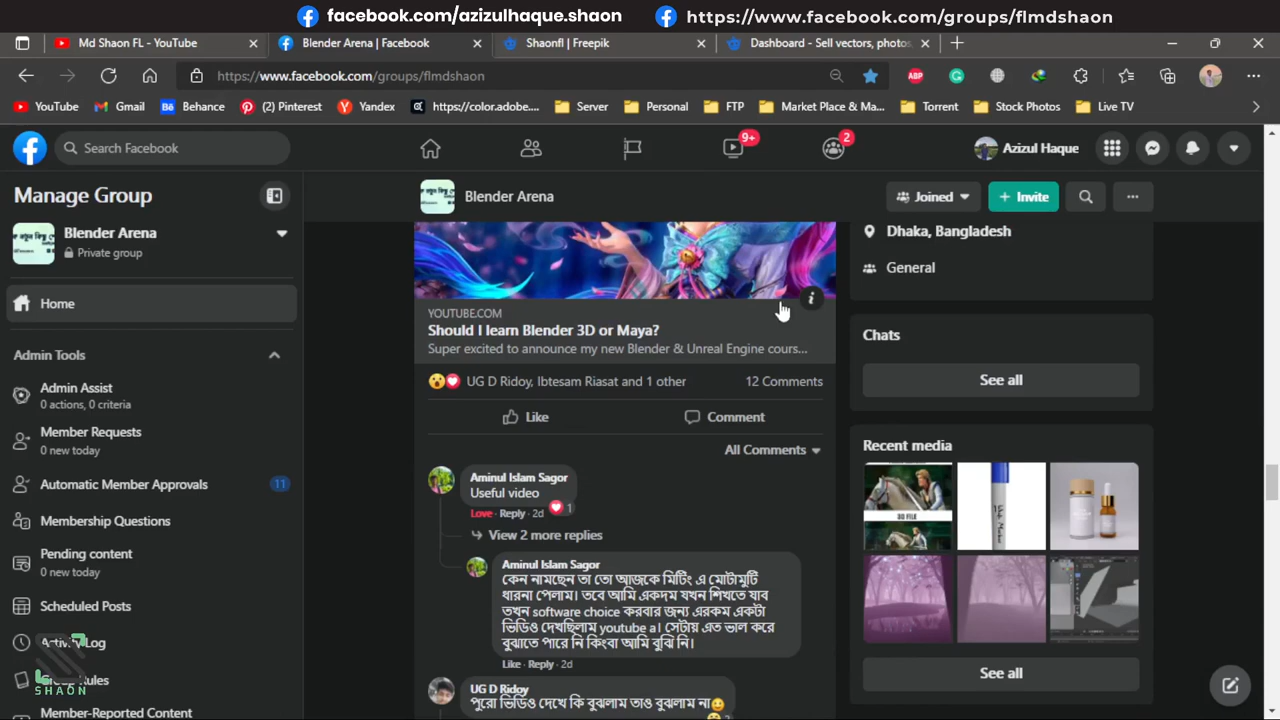 facebook.com/azizulhaque.shaon
https://www.facebook.com/groups/flmdshaon
Md Shaon FL - YouTube
Blender Arena | Facebook
Shaonfl | Freepik
Dashboard - Sell vectors, photos,
https://www.facebook.com/groups/flmdshaon
ABP
YouTube
Gmail
Behance
(2) Pinterest
Yandex
https://color.adobe....
Server
Personal
FTP
Market Place & Ma...
Torrent
Stock Photos
Live TV
Search Facebook
9+
2
Azizul Haque
Manage Group
Blender Arena
Private group
Home
Admin Tools
Admin Assist
0 actions, 0 criteria
Member Requests
0 new today
Automatic Member Approvals
11
Membership Questions
Pending content
0 new today
Scheduled Posts
Activity Log
Group Rules
Member-Reported Content
SHAON
Blender Arena
Joined
+ Invite
YOUTUBE.COM
Should I learn Blender 3D or Maya?
Super excited to announce my new Blender & Unreal Engine cours...
UG D Ridoy, Ibtesam Riasat and 1 other
12 Comments
Like
Comment
All Comments
Aminul Islam Sagor
Useful video
Love · Reply · 2d
1
View 2 more replies
Aminul Islam Sagor
কেন নামছেন তা তো আজকে মিটিং এ মোটামুটি
ধারনা পেলাম। তবে আমি একদম যখন শিখতে যাব
তখন software choice করবার জন্য এরকম একটা
ভিডিও দেখছিলাম youtube a। সেটায় এত ভাল করে
বুঝাতে পারে নি কিংবা আমি বুঝি নি।
Like · Reply · 2d
UG D Ridoy
পুরো ভিডিও দেখে কি বুঝলাম তাও বুঝলাম না
Dhaka, Bangladesh
General
Chats
See all
Recent media
3D FILE
See all